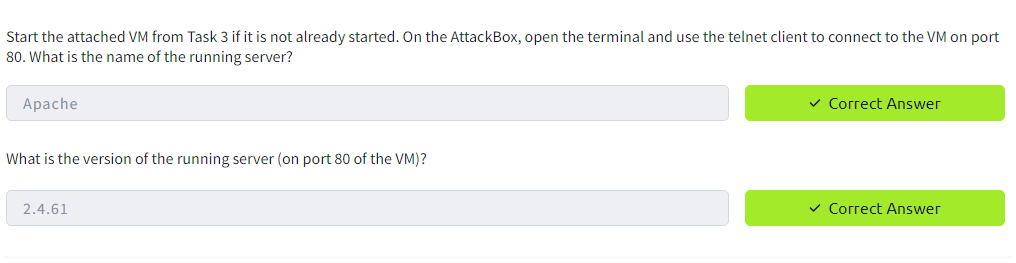 Start the attached VM from Task 3 if it is not already started. On the AttackBox, open the terminal and use the telnet client to connect to the VM on port
80. What is the name of the running server?
Apache
✓ Correct Answer
What is the version of the running server (on port 80 of the VM)?
2.4.61
✓ Correct Answer